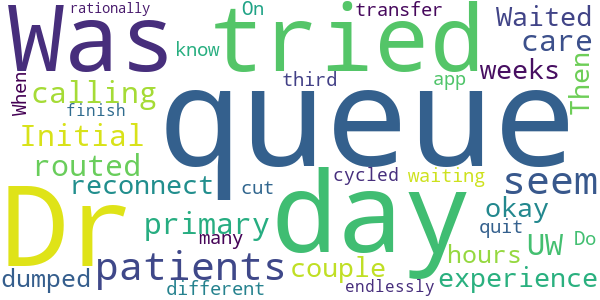 rationally On transfer Waited
Was tried
know care
When third app weeks Then
calling
finish queue
Initial
routed
reconnect cut cycled waiting seem
Dr day okay
primary quit
many UW Do
patients couple hours
dumped different endlessly experience